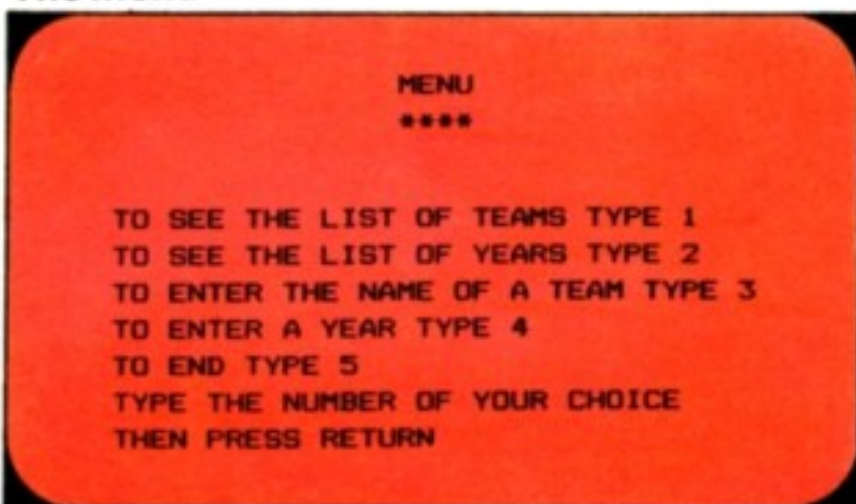 MENU
****
TO SEE THE LIST OF TEAMS TYPE 1
TO SEE THE LIST OF YEARS TYPE 2
TO ENTER THE NAME OF A TEAM TYPE 3
TO ENTER A YEAR TYPE 4
TO END TYPE 5
TYPE THE NUMBER OF YOUR CHOICE
THEN PRESS RETURN